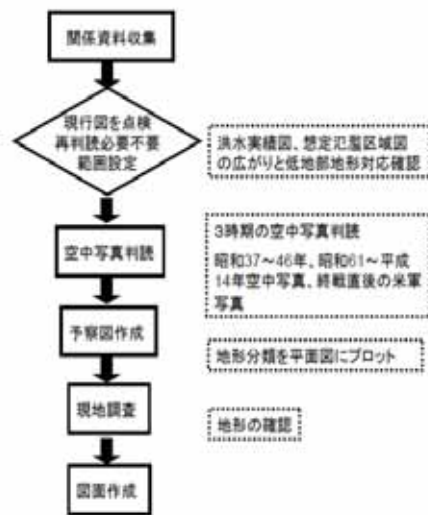 関係資料収集
現行図を点検
再判読必要不要
範囲設定
洪水実績図、想定氾濫区域図
の広がりと低地部地形対応確認
空中写真判読
3時期の空中写真判読
昭和37～46年、昭和61～平成
14年空中写真、終戦直後の米軍
写真
予察図作成
地形分類を平面図にプロット
現地調査
地形の確認
図面作成